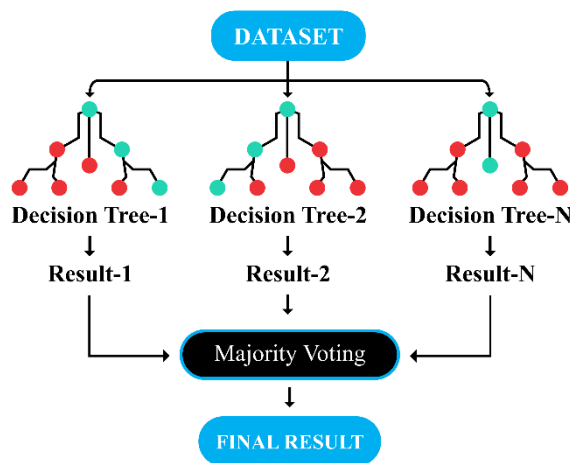 DATASET
Decision Tree-1 Decision Tree-2 Decision Tree-N
Result-1 Result-2 Result-N
Majority Voting
FINAL RESULT